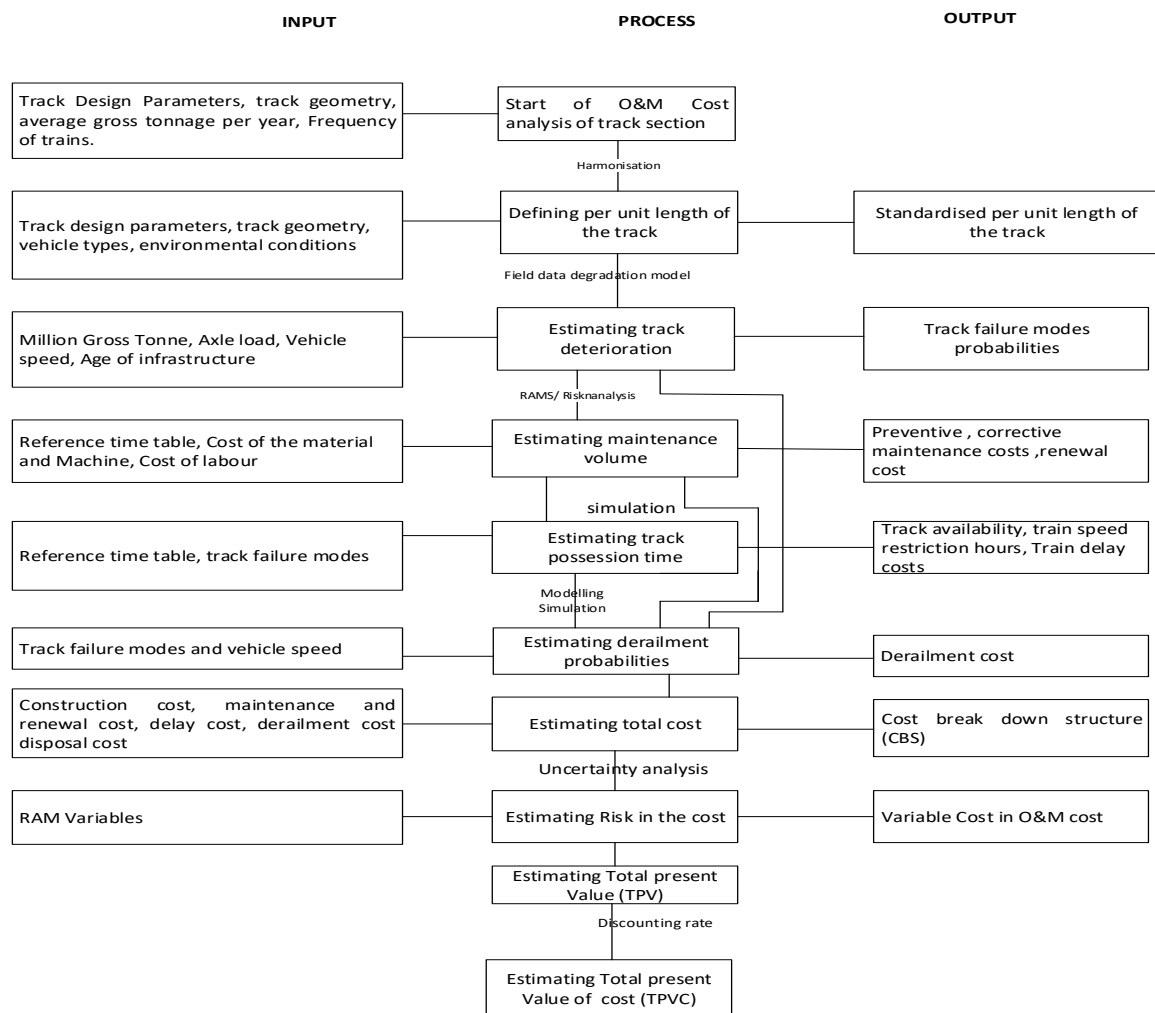 INPUT
PROCESS
OUTPUT
Track Design Parameters, track geometry,
average gross tonnage per year, Frequency
of trains.
Start of O&M Cost
analysis of track section
Harmonisation
Track design parameters, track geometry,
vehicle types, environmental conditions
Defining per unit length of
the track
Standardised per unit length of
the track
Field data degradation model
Million Gross Tonne, Axle load, Vehicle
speed, Age of infrastructure
Estimating track
deterioration
Track failure modes
probabilities
RAMS/ Risknanalysis
Reference time table, Cost of the material
and Machine, Cost of labour
Estimating maintenance
volume
Preventive , corrective
maintenance costs ,renewal
cost
simulation
Reference time table, track failure modes
Estimating track
possession time
Track availability, train speed
restriction hours, Train delay
costs
Modelling
Simulation
Track failure modes and vehicle speed
Estimating derailment
probabilities
Derailment cost
Construction cost, maintenance and
renewal cost, delay cost, derailment cost
disposal cost
Estimating total cost
Cost break down structure
(CBS)
Uncertainty analysis
RAM Variables
Estimating Risk in the cost
Variable Cost in O&M cost
Estimating Total present
Value (TPV)
Discounting rate
Estimating Total present
Value of cost (TPVC)